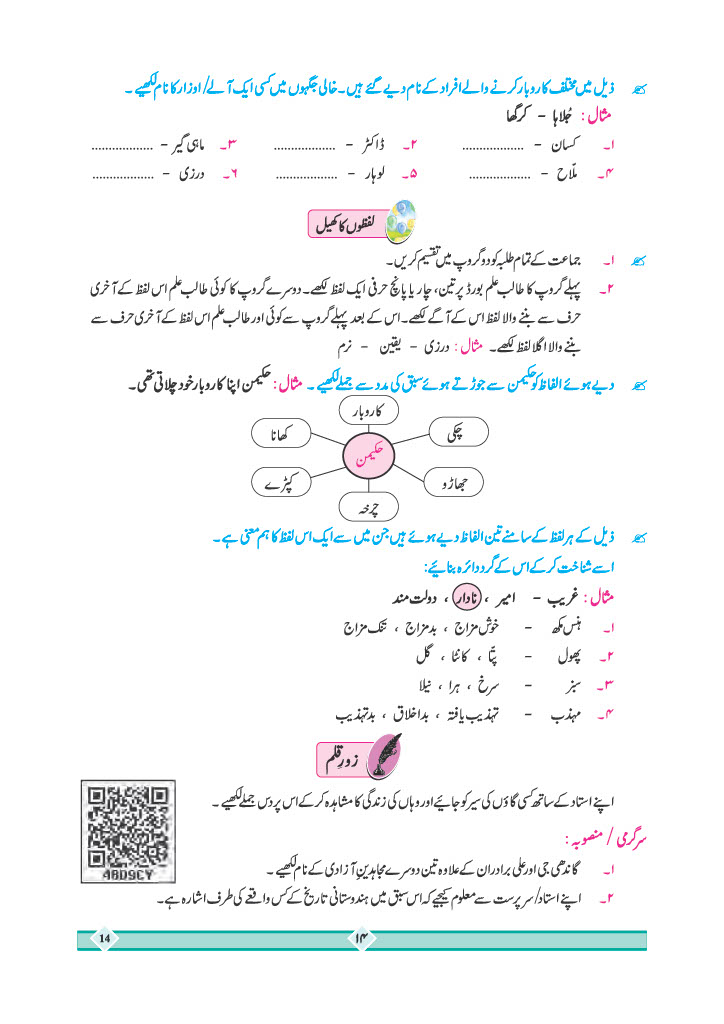 ذیل میں مختلف کاروبار کرنے والے افراد کے نام دیے گئے ہیں۔ خالی جگہوں میں کسی ایک آلے/اوزار کا نام لکھیے ۔
مثال : جُلاہا - کرگھا
۱۔ کسان - .................. ۲۔ ڈاکٹر - .................. ۳۔ ماہی گیر - ..................
۴۔ ملّاح - .................. ۵۔ لوہار - .................. ۶۔ درزی - ..................
لفظوں کا کھیل
۱۔ جماعت کے تمام طلبہ کو دو گروپ میں تقسیم کریں۔
۲۔ پہلے گروپ کا طالب علم بورڈ پر تین، چار یا پانچ حرفی ایک لفظ لکھے۔ دوسرے گروپ کا کوئی طالب علم اس لفظ کے آخری
حرف سے بننے والا لفظ اس کے آگے لکھے۔ اس کے بعد پہلے گروپ سے کوئی اور طالب علم اس لفظ کے آخری حرف سے
بننے والا اگلا لفظ لکھے۔ مثال : درزی - یقین - نرم
دیے ہوئے الفاظ کو حکیمن سے جوڑتے ہوئے سبق کی مدد سے جملے لکھیے ۔ مثال : حکیمن اپنا کاروبار خود چلاتی تھی۔
کاروبار
چکی
کھانا
حکیمن
جھاڑو
کپڑے
چرخہ
ذیل کے ہر لفظ کے سامنے تین الفاظ دیے ہوئے ہیں جن میں سے ایک اس لفظ کا ہم معنی ہے ۔
اسے شناخت کر کے اس کے گرد دائرہ بنائیے:
مثال : غریب - امیر ، نادار ، دولت مند
۱۔ ہنس مکھ - خوش مزاج ، بد مزاج ، تنک مزاج
۲۔ پھول - پتّا ، کانٹا ، گل
۳۔ سبز - سرخ ، ہرا ، نیلا
۴۔ مہذب - تہذیب یافتہ ، بداخلاق ، بدتہذیب
زورِ قلم
اپنے استاد کے ساتھ کسی گاؤں کی سیر کو جائیے اور وہاں کی زندگی کا مشاہدہ کر کے اس پر دس جملے لکھیے ۔
سرگرمی / منصوبہ :
۱۔ گاندھی جی اور علی برادران کے علاوہ تین دوسرے مجاہدینِ آزادی کے نام لکھیے ۔
۲۔ اپنے استاد/سرپرست سے معلوم کیجیے کہ اس سبق میں ہندوستانی تاریخ کے کس واقعے کی طرف اشارہ ہے۔
4BD9CY
۱۴
14